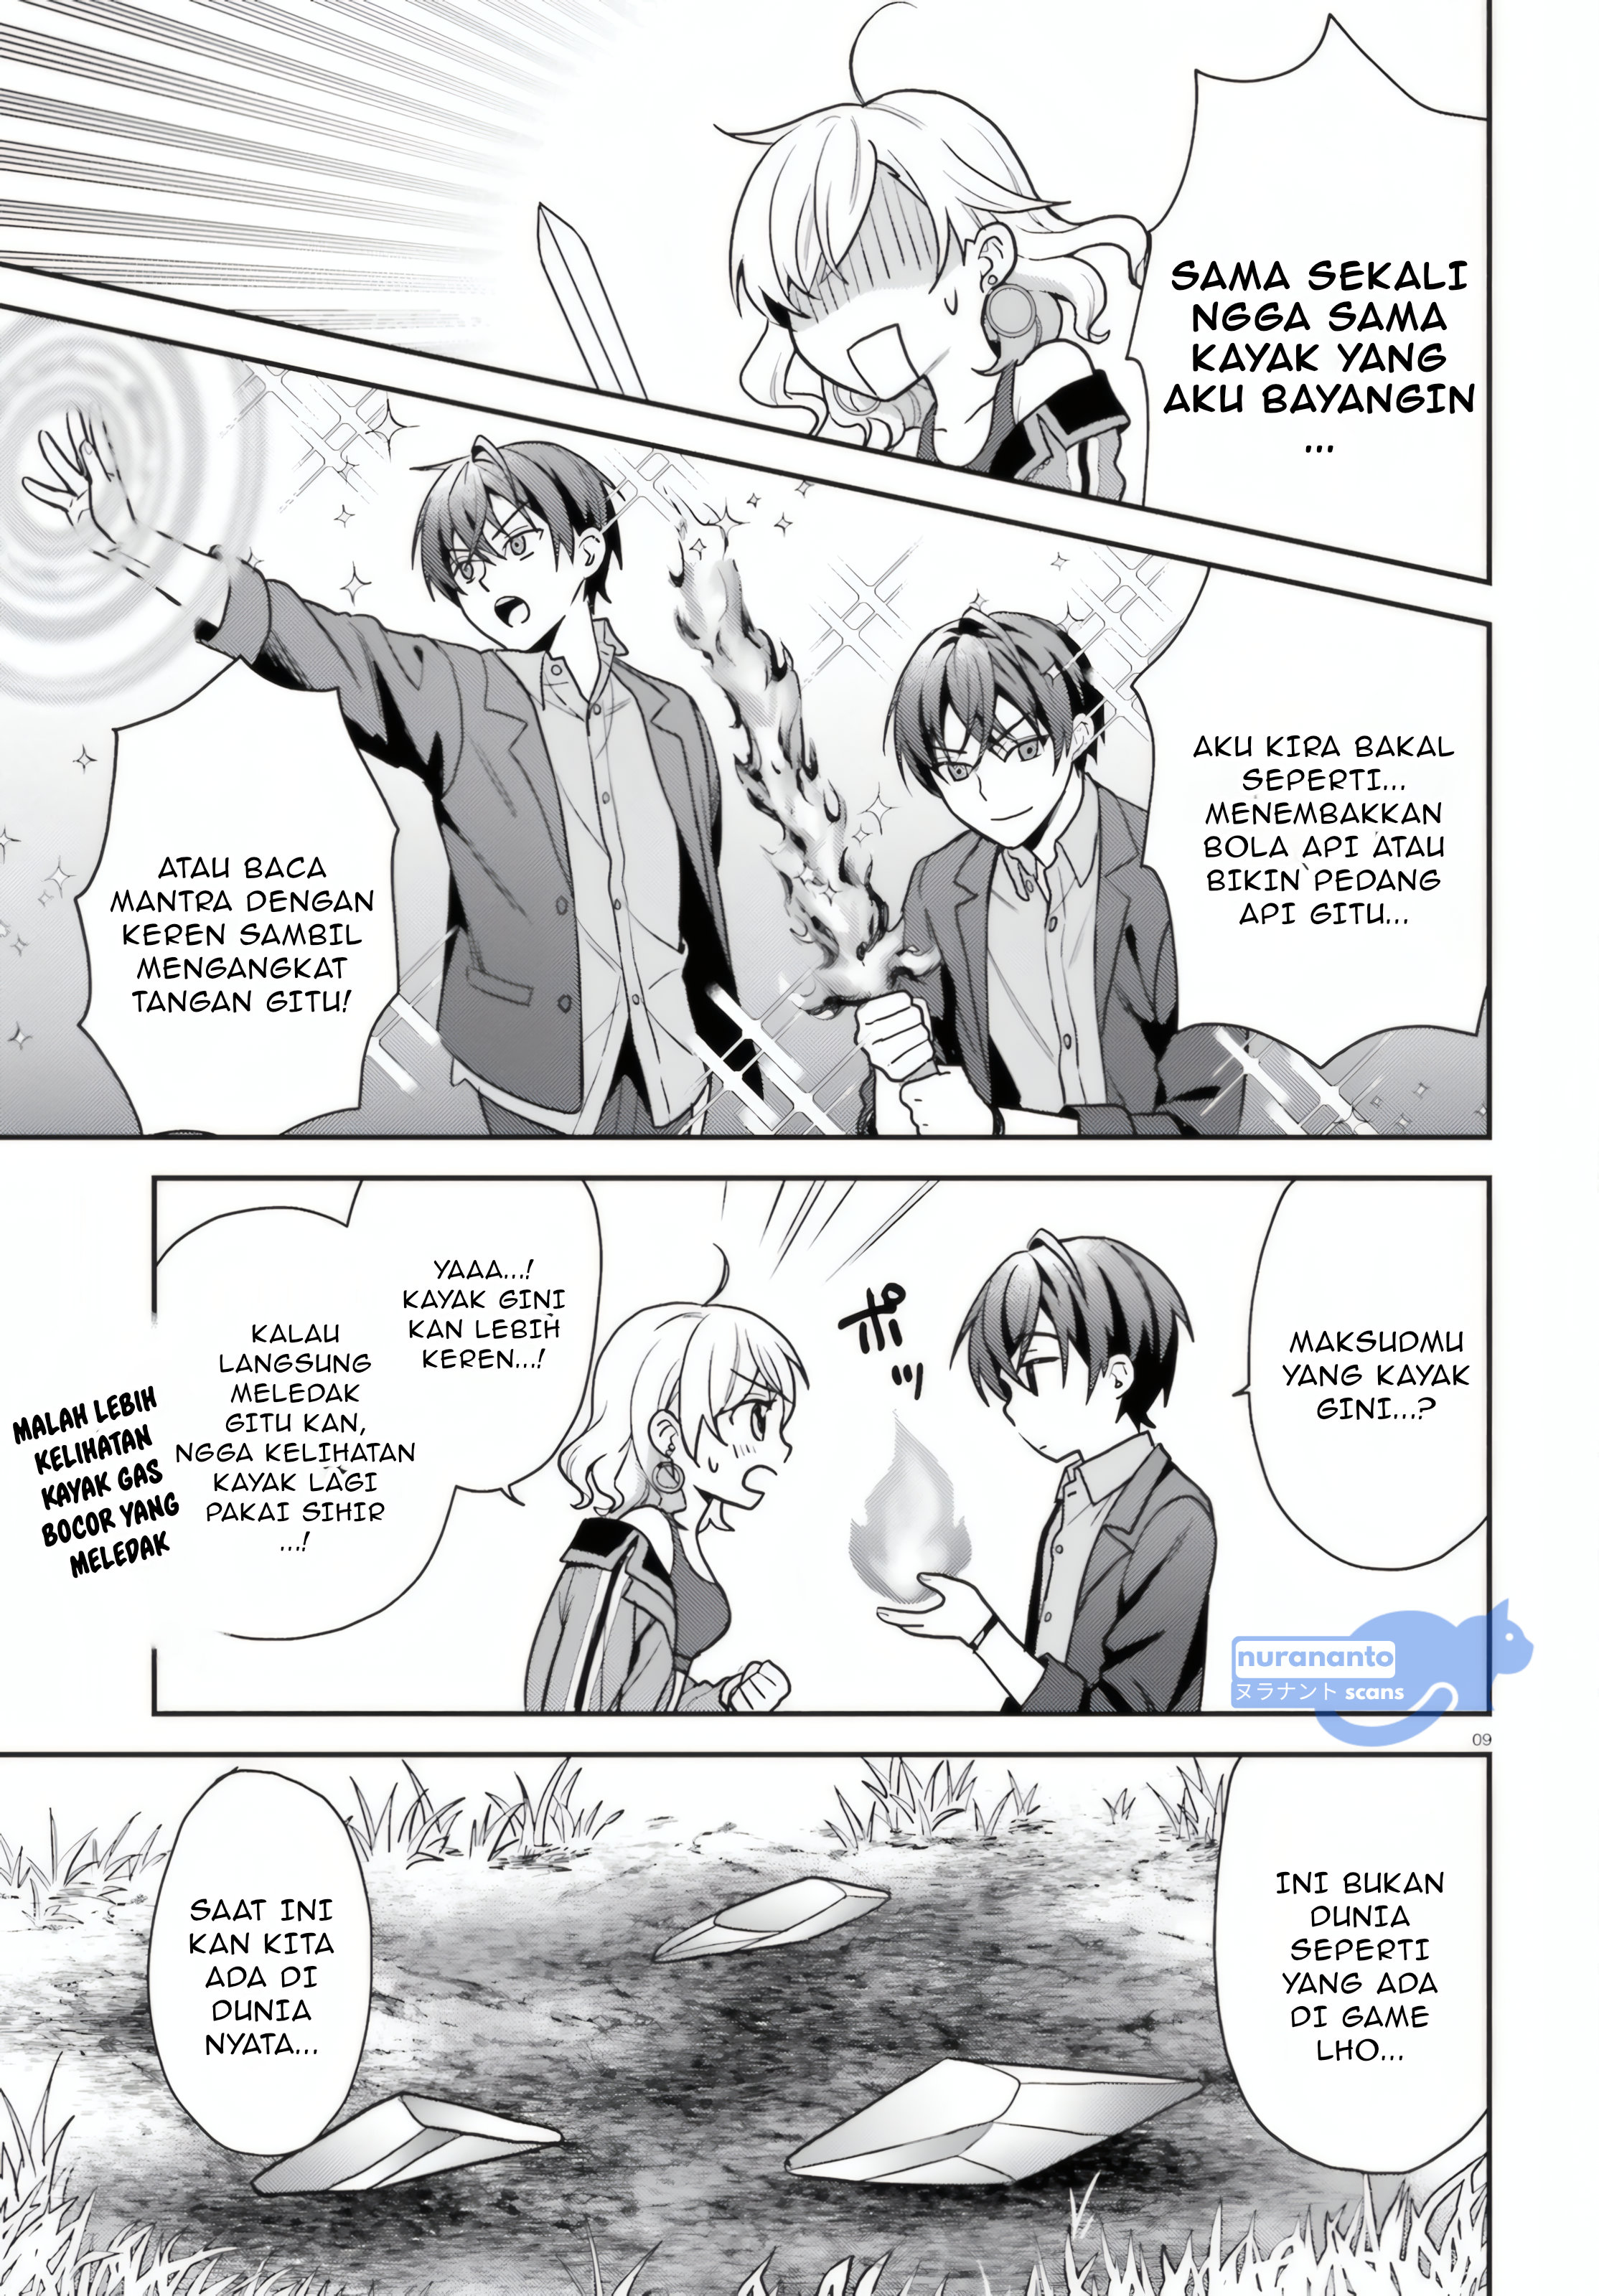 SAMA SEKALI
NGGA SAMA
KAYAK YANG
AKU BAYANGIN
...
AKU KIRA BAKAL
SEPERTI...
MENEMBAKKAN
BOLA API ATAU
BIKIN PEDANG
API GITU...
ATAU BACA
MANTRA DENGAN
KEREN SAMBIL
MENGANGKAT
TANGAN GITU!
MAKSUDMU
YANG KAYAK
GINI...?
ポッ
YAAA...!
KAYAK GINI
KAN LEBIH
KEREN...!
KALAU
LANGSUNG
MELEDAK
GITU KAN,
NGGA KELIHATAN
KAYAK LAGI
PAKAI SIHIR
...!
MALAH LEBIH
KELIHATAN
KAYAK GAS
BOCOR YANG
MELEDAK
nurananto
ヌラナント scans
09
INI BUKAN
DUNIA
SEPERTI
YANG ADA
DI GAME
LHO...
SAAT INI
KAN KITA
ADA DI
DUNIA
NYATA...